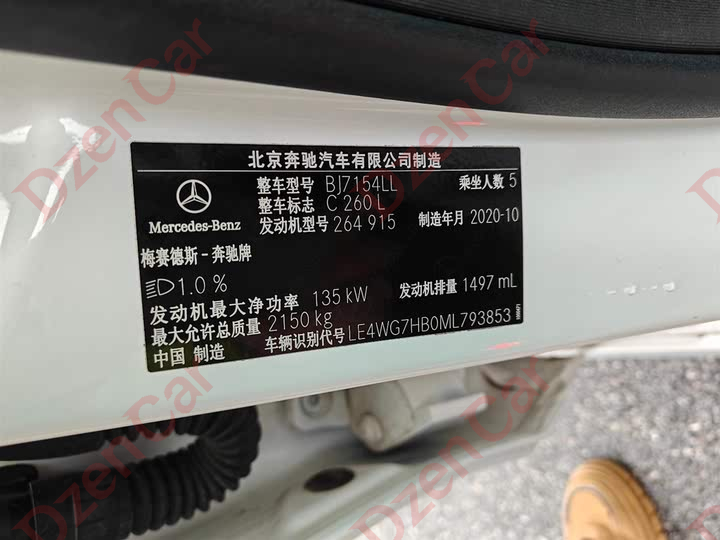 北京奔驰汽车有限公司制造
整车型号 BJ7154LL 乘坐人数 5
整车标志 C 260 L
发动机型号 264 915 制造年月 2020-10
Mercedes-Benz
梅赛德斯-奔驰牌
1.0 %
发动机最大净功率 135 kW 发动机排量 1497 mL
最大允许总质量 2150 kg
中国 制造 车辆识别代号 LE4WG7HB0ML793853
Dzen Car